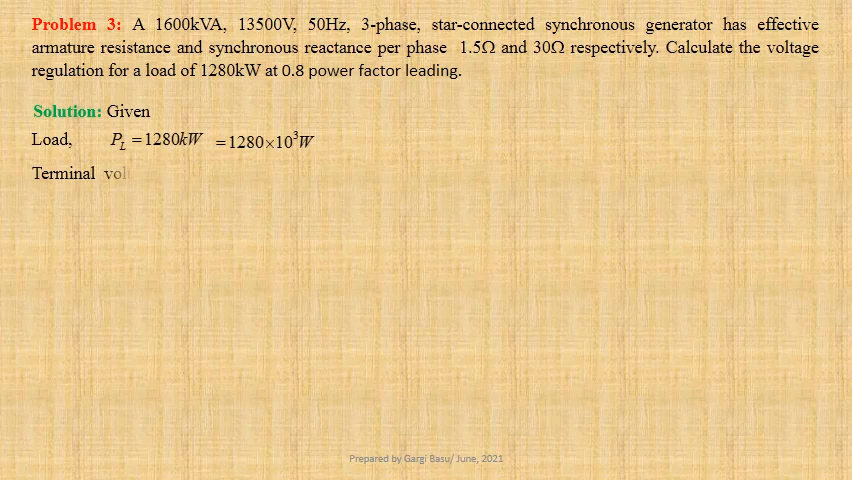 Problem 3: A 1600kVA, 13500V, 50Hz, 3-phase, star-connected synchronous generator has effective
armature resistance and synchronous reactance per phase 1.5Ω and 30Ω respectively. Calculate the voltage
regulation for a load of 1280kW at 0.8 power factor leading.
Solution: Given
Load, P_L = 1280kW = 1280×10³W
Terminal vol
Prepared by Gargi Basu/ June, 2021